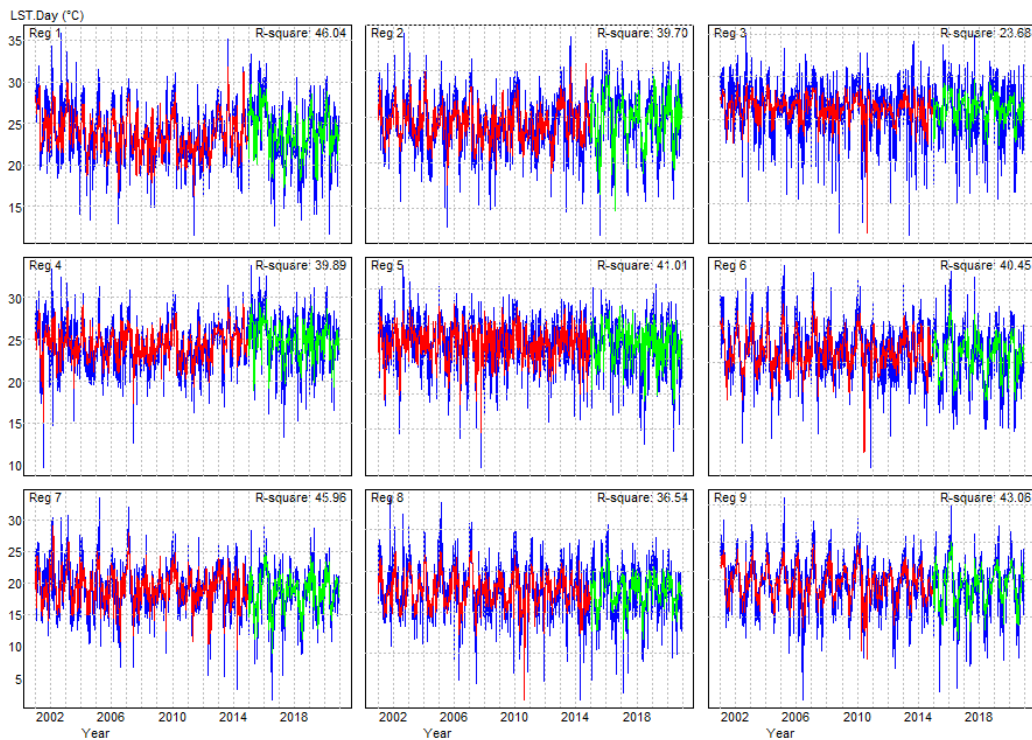 LST.Day (°C)
Reg 1 R-square: 46.04
Reg 2 R-square: 39.70
Reg 3 R-square: 23.68
35
30
25
20
15
Reg 4 R-square: 39.89
Reg 5 R-square: 41.01
Reg 6 R-square: 40.45
30
25
20
15
10
Reg 7 R-square: 45.96
Reg 8 R-square: 36.54
Reg 9 R-square: 43.06
30
25
20
15
10
5
2002 2006 2010 2014 2018
2002 2006 2010 2014 2018
2002 2006 2010 2014 2018
Year
Year
Year